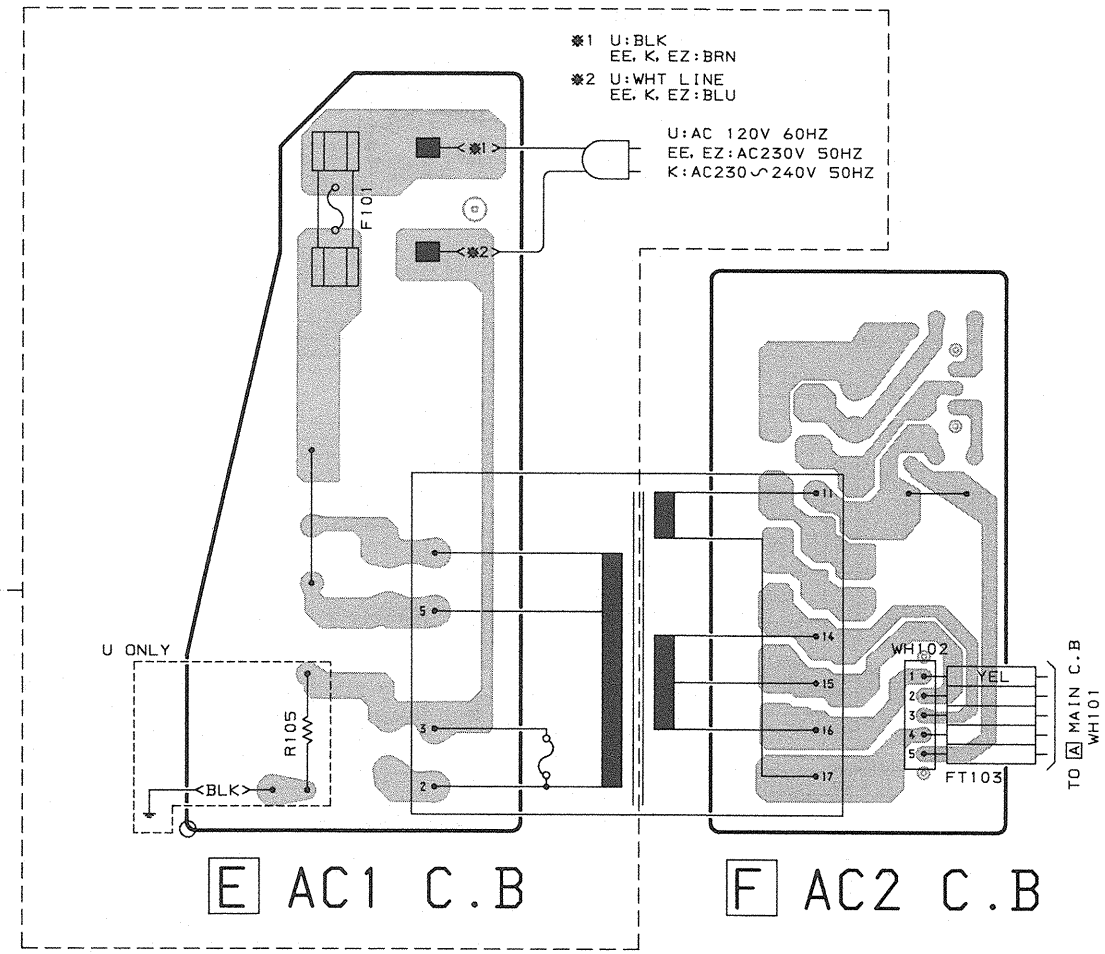 ※1 U:BLK
EE, K, EZ:BRN
※2 U:WHT LINE
EE, K, EZ:BLU
U:AC 120V 60HZ
EE, EZ:AC230V 50HZ
K:AC230∽240V 50HZ
※1
F101
※2
11
5
14
U ONLY
WH102
15
1
YEL
2
3
3
16
4
R105
5
2
17
FT103
BLK
TO A MAIN C.B
WH101
E AC1 C.B
F AC2 C.B